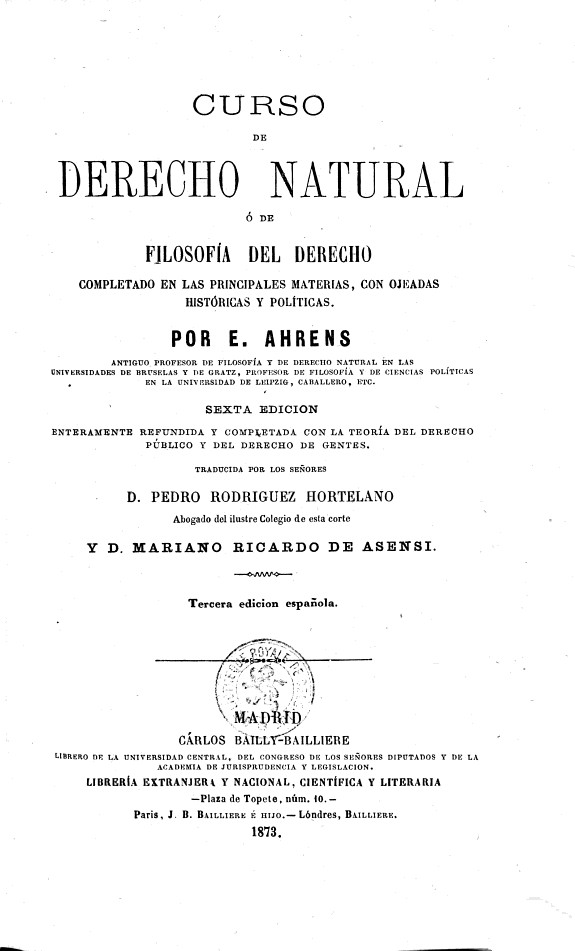 CURSO
DE
DERECHO NATURAL
Ó DE
FILOSOFÍA DEL DERECHO
COMPLETADO EN LAS PRINCIPALES MATERIAS, CON OJEADAS
HISTÓRICAS Y POLÍTICAS.
POR E. AHRENS
ANTIGUO PROFESOR DE FILOSOFÍA Y DE DERECHO NATURAL EN LAS
UNIVERSIDADES DE BRUSELAS Y DE GRATZ, PROFESOR DE FILOSOFÍA Y DE CIENCIAS POLÍTICAS
EN LA UNIVERSIDAD DE LEIPZIG, CABALLERO, ETC.
SEXTA EDICION
ENTERAMENTE REFUNDIDA Y COMPLETADA CON LA TEORÍA DEL DERECHO
PÚBLICO Y DEL DERECHO DE GENTES.
TRADUCIDA POR LOS SEÑORES
D. PEDRO RODRIGUEZ HORTELANO
Abogado del ilustre Colegio de esta corte
Y D. MARIANO RICARDO DE ASENSI.
Tercera edicion española.
ROYALE DE
MADRID
CÁRLOS BAILLY-BAILLIERE
LIBRERO DE LA UNIVERSIDAD CENTRAL, DEL CONGRESO DE LOS SEÑORES DIPUTADOS Y DE LA
ACADEMIA DE JURISPRUDENCIA Y LEGISLACION.
LIBRERÍA EXTRANJERA Y NACIONAL, CIENTÍFICA Y LITERARIA
—Plaza de Topete, núm. 10.—
Paris, J. B. BAILLIERE É HIJO.— Lóndres, BAILLIERE.
1873.